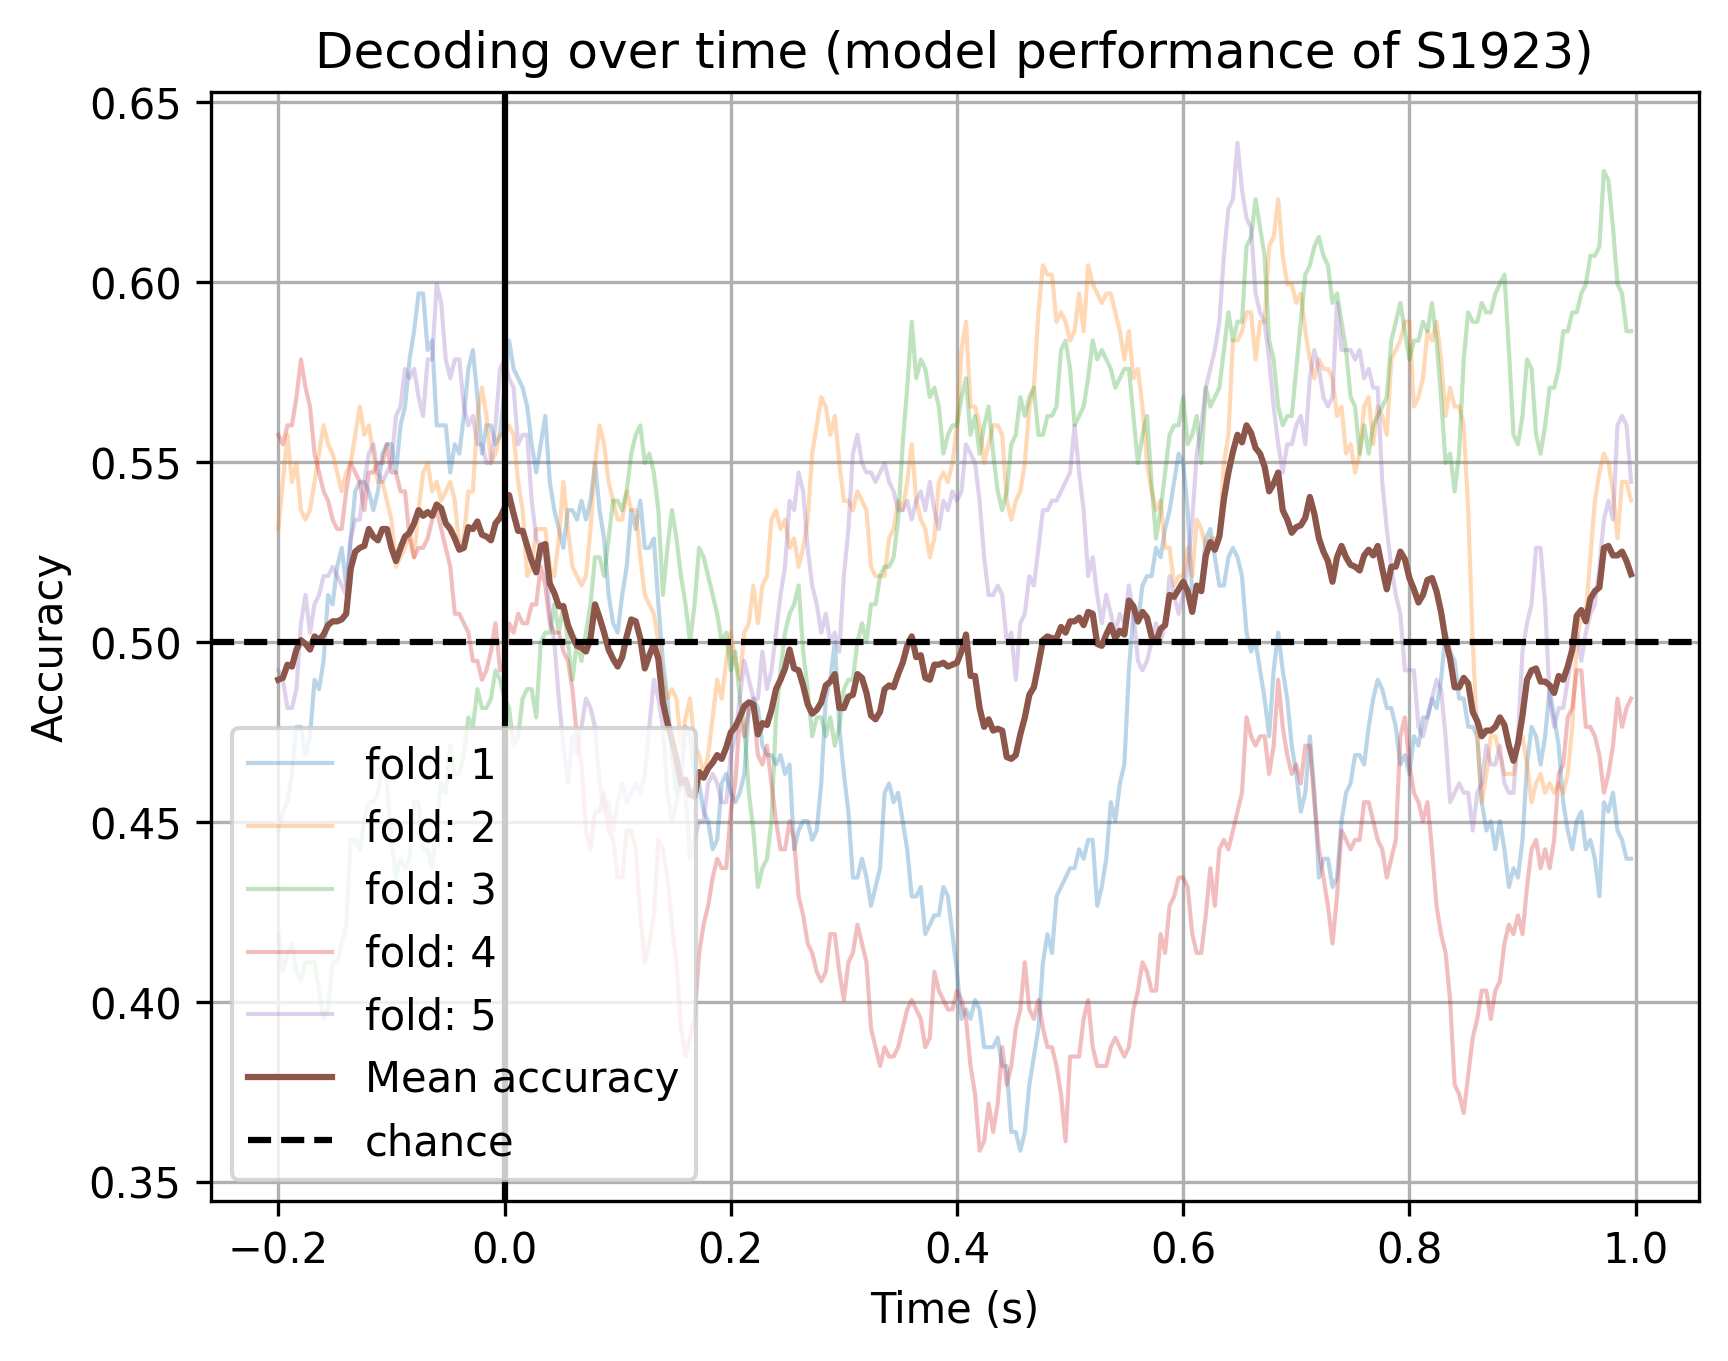 Decoding over time (model performance of S1923)
Accuracy
0.65
0.60
0.55
0.50
0.45
0.40
0.35
fold: 1
fold: 2
fold: 3
fold: 4
fold: 5
Mean accuracy
chance
−0.2 0.0 0.2 0.4 0.6 0.8 1.0
Time (s)